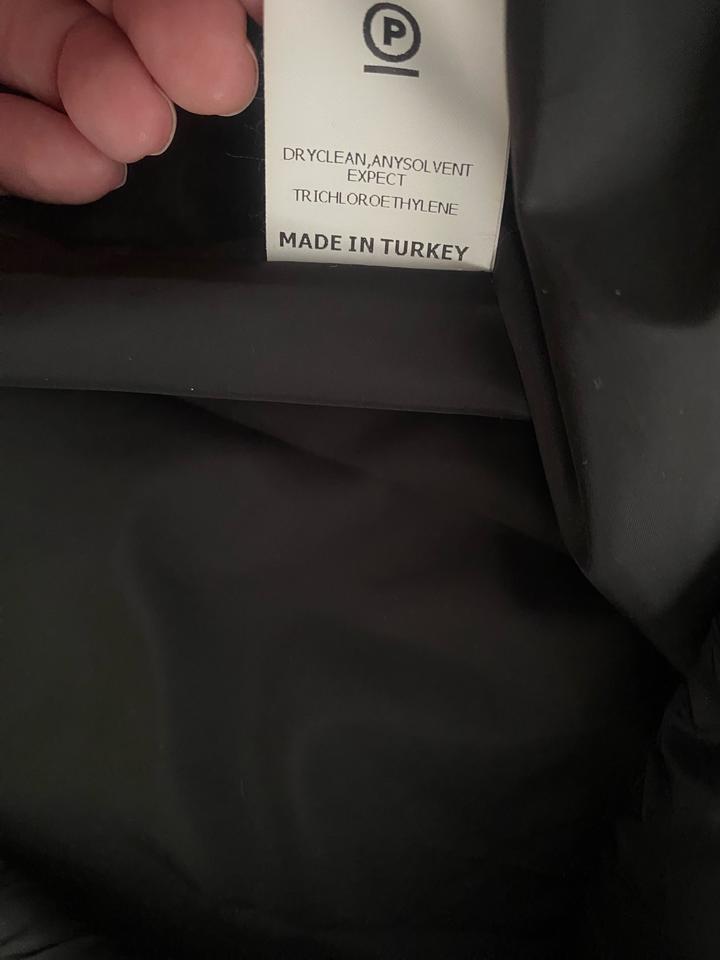 P
DRYCLEAN,ANYSOLVENT
EXPECT
TRICHLOROETHYLENE
MADE IN TURKEY